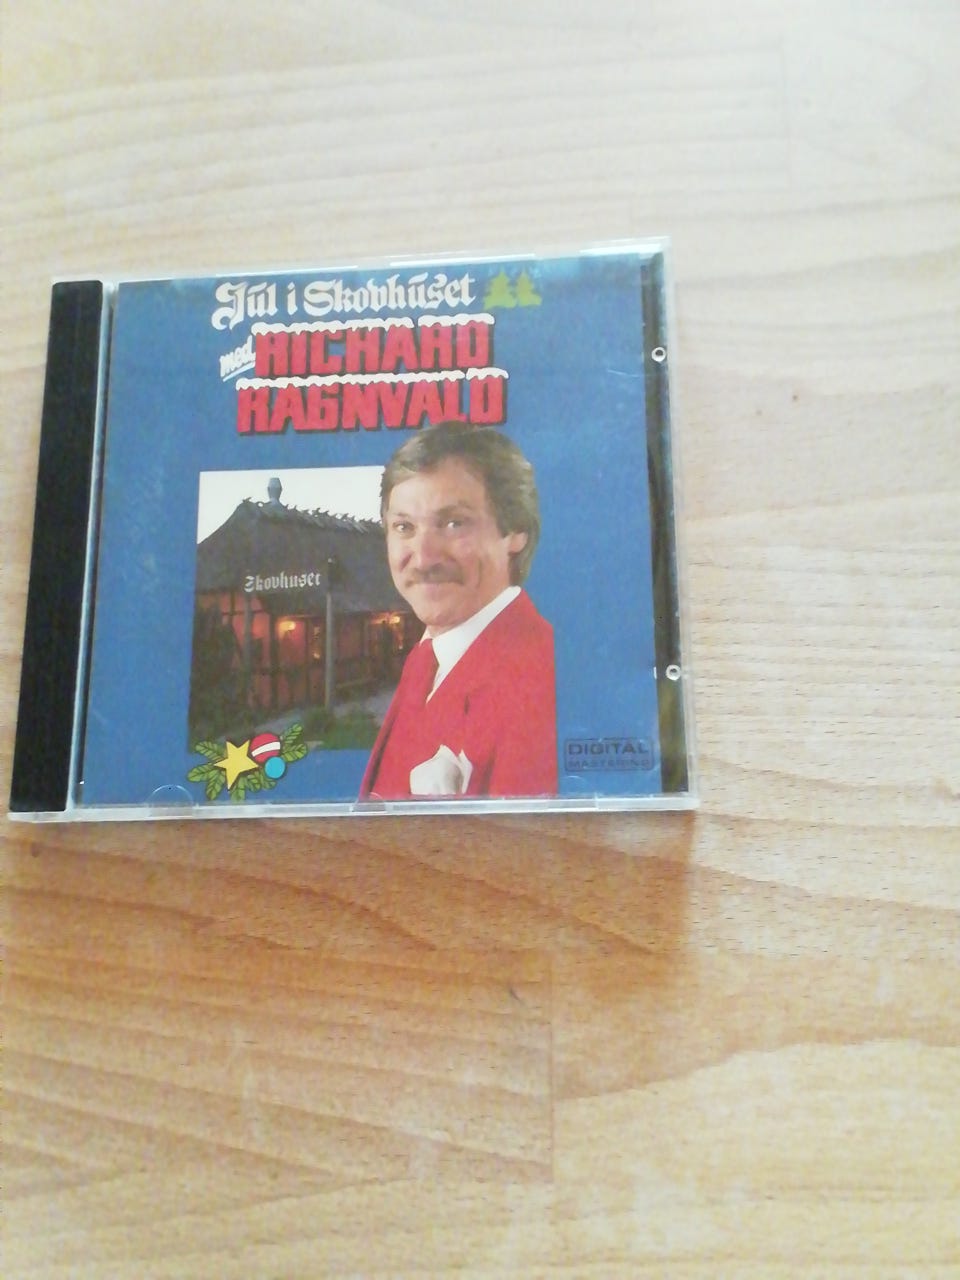 Jul i Skovhuset
med RICHARD
RAGNVALD
Skovhuset
DIGITAL
MASTERING